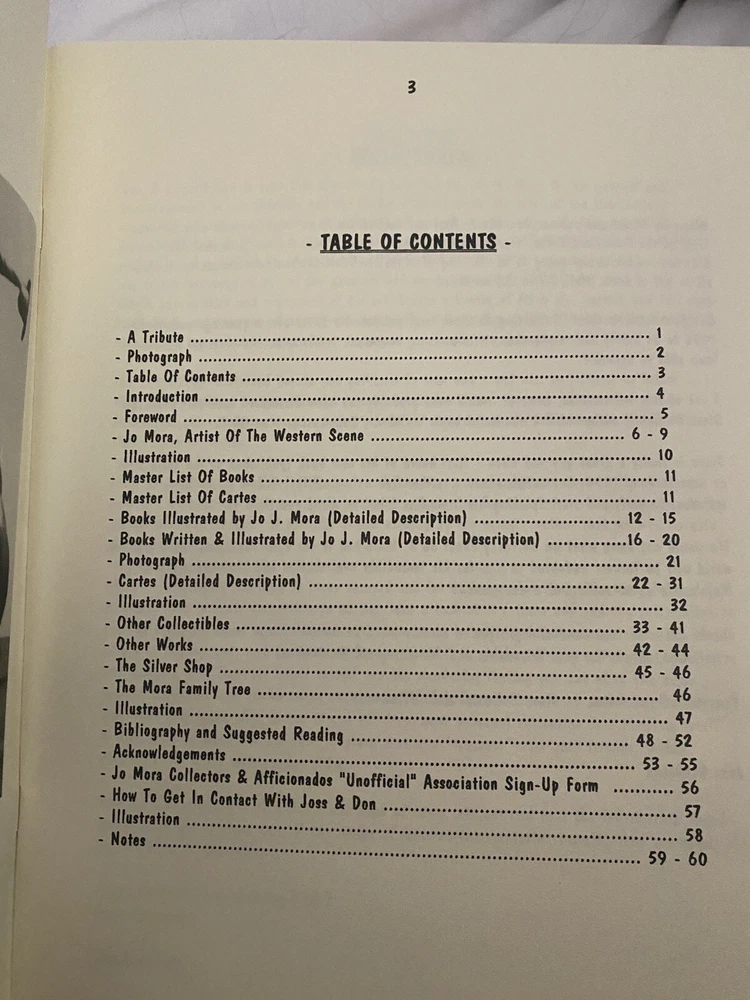 3
- TABLE OF CONTENTS -
- A Tribute ........ 1
- Photograph ........ 2
- Table Of Contents ........ 3
- Introduction ........ 4
- Foreword ........ 5
- Jo Mora, Artist Of The Western Scene ........ 6 - 9
- Illustration ........ 10
- Master List Of Books ........ 11
- Master List Of Cartes ........ 11
- Books Illustrated by Jo J. Mora (Detailed Description) ........ 12 - 15
- Books Written & Illustrated by Jo J. Mora (Detailed Description) ........16 - 20
- Photograph ........ 21
- Cartes (Detailed Description) ........ 22 - 31
- Illustration ........ 32
- Other Collectibles ........ 33 - 41
- Other Works ........ 42 - 44
- The Silver Shop ........ 45 - 46
- The Mora Family Tree ........ 46
- Illustration ........ 47
- Bibliography and Suggested Reading ........ 48 - 52
- Acknowledgements ........ 53 - 55
- Jo Mora Collectors & Afficionados "Unofficial" Association Sign-Up Form ........ 56
- How To Get In Contact With Joss & Don ........ 57
- Illustration ........ 58
- Notes ........ 59 - 60